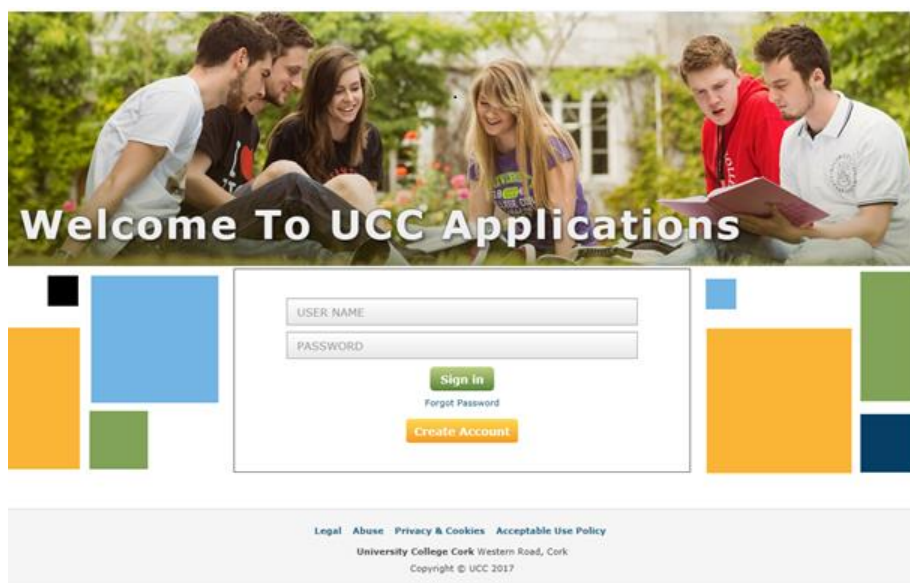 Welcome To UCC Applications
USER NAME
PASSWORD
Sign in
Forgot Password
Create Account
Legal Abuse Privacy & Cookies Acceptable Use Policy
University College Cork Western Road, Cork
Copyright © UCC 2017